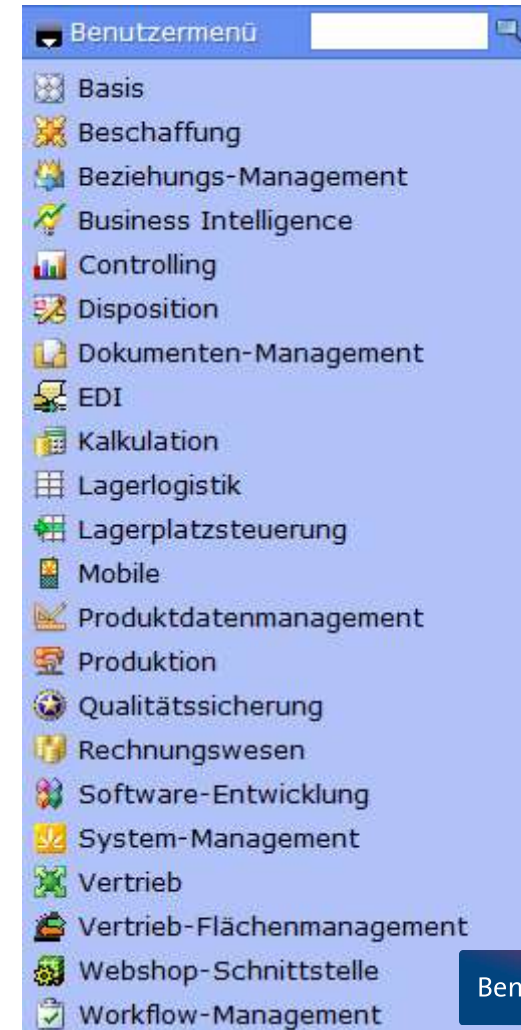 Benutzermenü
Basis
Beschaffung
Beziehungs-Management
Business Intelligence
Controlling
Disposition
Dokumenten-Management
EDI
Kalkulation
Lagerlogistik
Lagerplatzsteuerung
Mobile
Produktdatenmanagement
Produktion
Qualitätssicherung
Rechnungswesen
Software-Entwicklung
System-Management
Vertrieb
Vertrieb-Flächenmanagement
Webshop-Schnittstelle
Ben
Workflow-Management